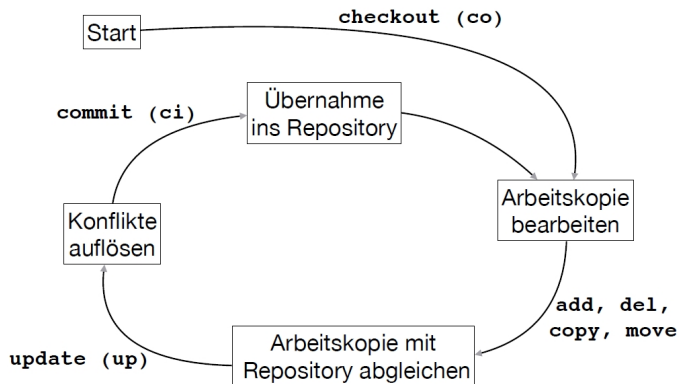 checkout (co)
Start
Übernahme
ins Repository
commit (ci)
Arbeitskopie
bearbeiten
Konflikte
auflösen
add, del,
copy, move
Arbeitskopie mit
Repository abgleichen
update (up)